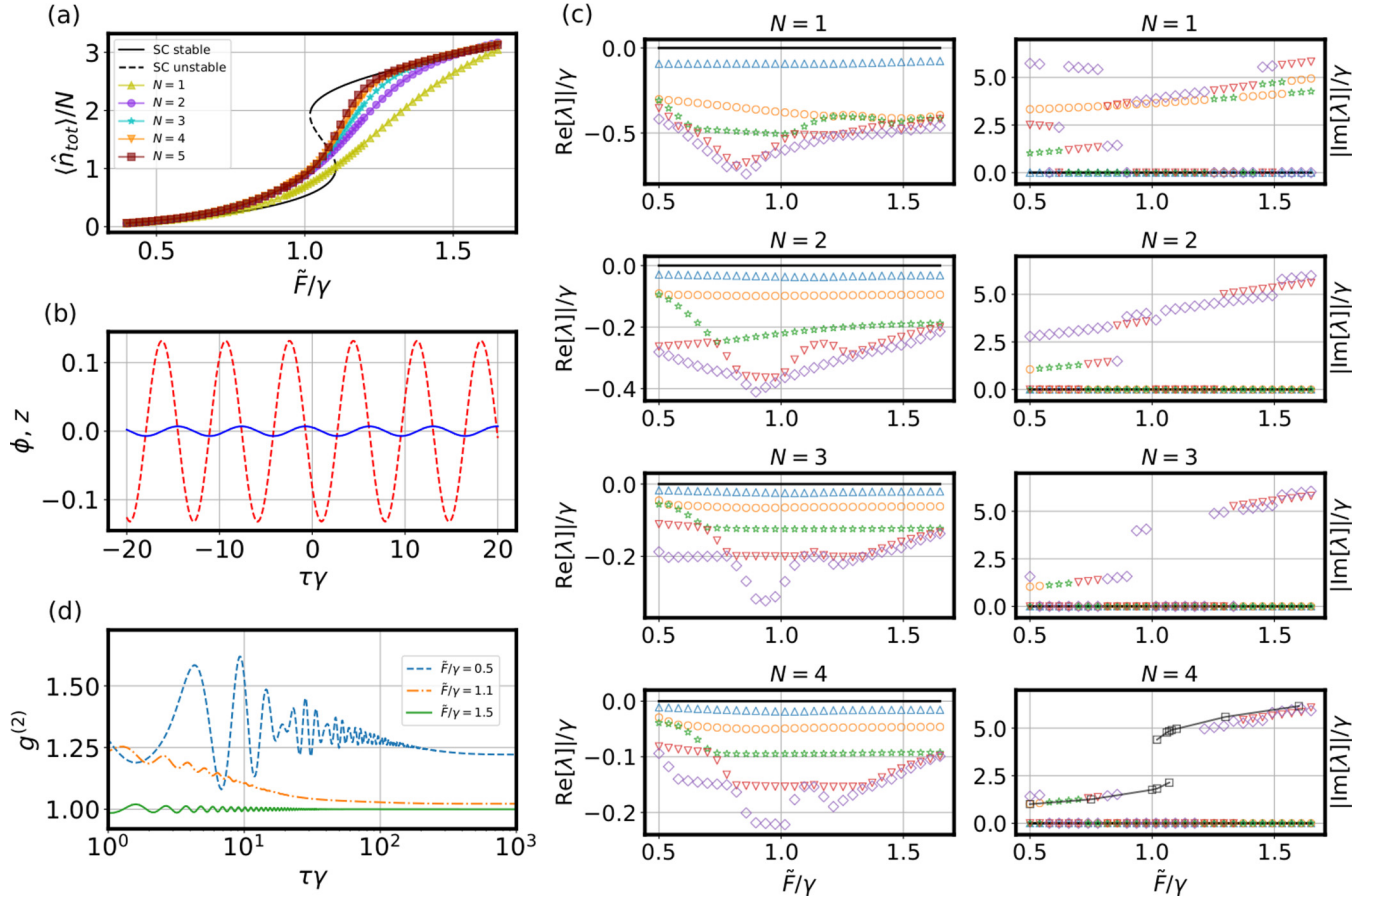 (a)
3
2
1
0
⟨n̂_tot⟩/N
SC stable
SC unstable
N = 1
N = 2
N = 3
N = 4
N = 5
0.5
1.0
1.5
F̃/γ
(b)
0.1
0.0
−0.1
ϕ, z
−20
−10
0
10
20
τγ
(d)
1.50
1.25
1.00
g^(2)
F̃/γ = 0.5
F̃/γ = 1.1
F̃/γ = 1.5
10^0
10^1
10^2
10^3
τγ
(c)
N = 1
0.0
−0.5
Re[λ]|/γ
0.5
1.0
1.5
N = 1
5.0
2.5
0.0
|Im[λ]|/γ
0.5
1.0
1.5
N = 2
0.0
−0.2
−0.4
Re[λ]|/γ
0.5
1.0
1.5
N = 2
5.0
2.5
0.0
|Im[λ]|/γ
0.5
1.0
1.5
N = 3
0.0
−0.2
Re[λ]|/γ
0.5
1.0
1.5
N = 3
5.0
2.5
0.0
|Im[λ]|/γ
0.5
1.0
1.5
N = 4
0.0
−0.1
−0.2
Re[λ]|/γ
0.5
1.0
1.5
F̃/γ
N = 4
5.0
2.5
0.0
|Im[λ]|/γ
0.5
1.0
1.5
F̃/γ